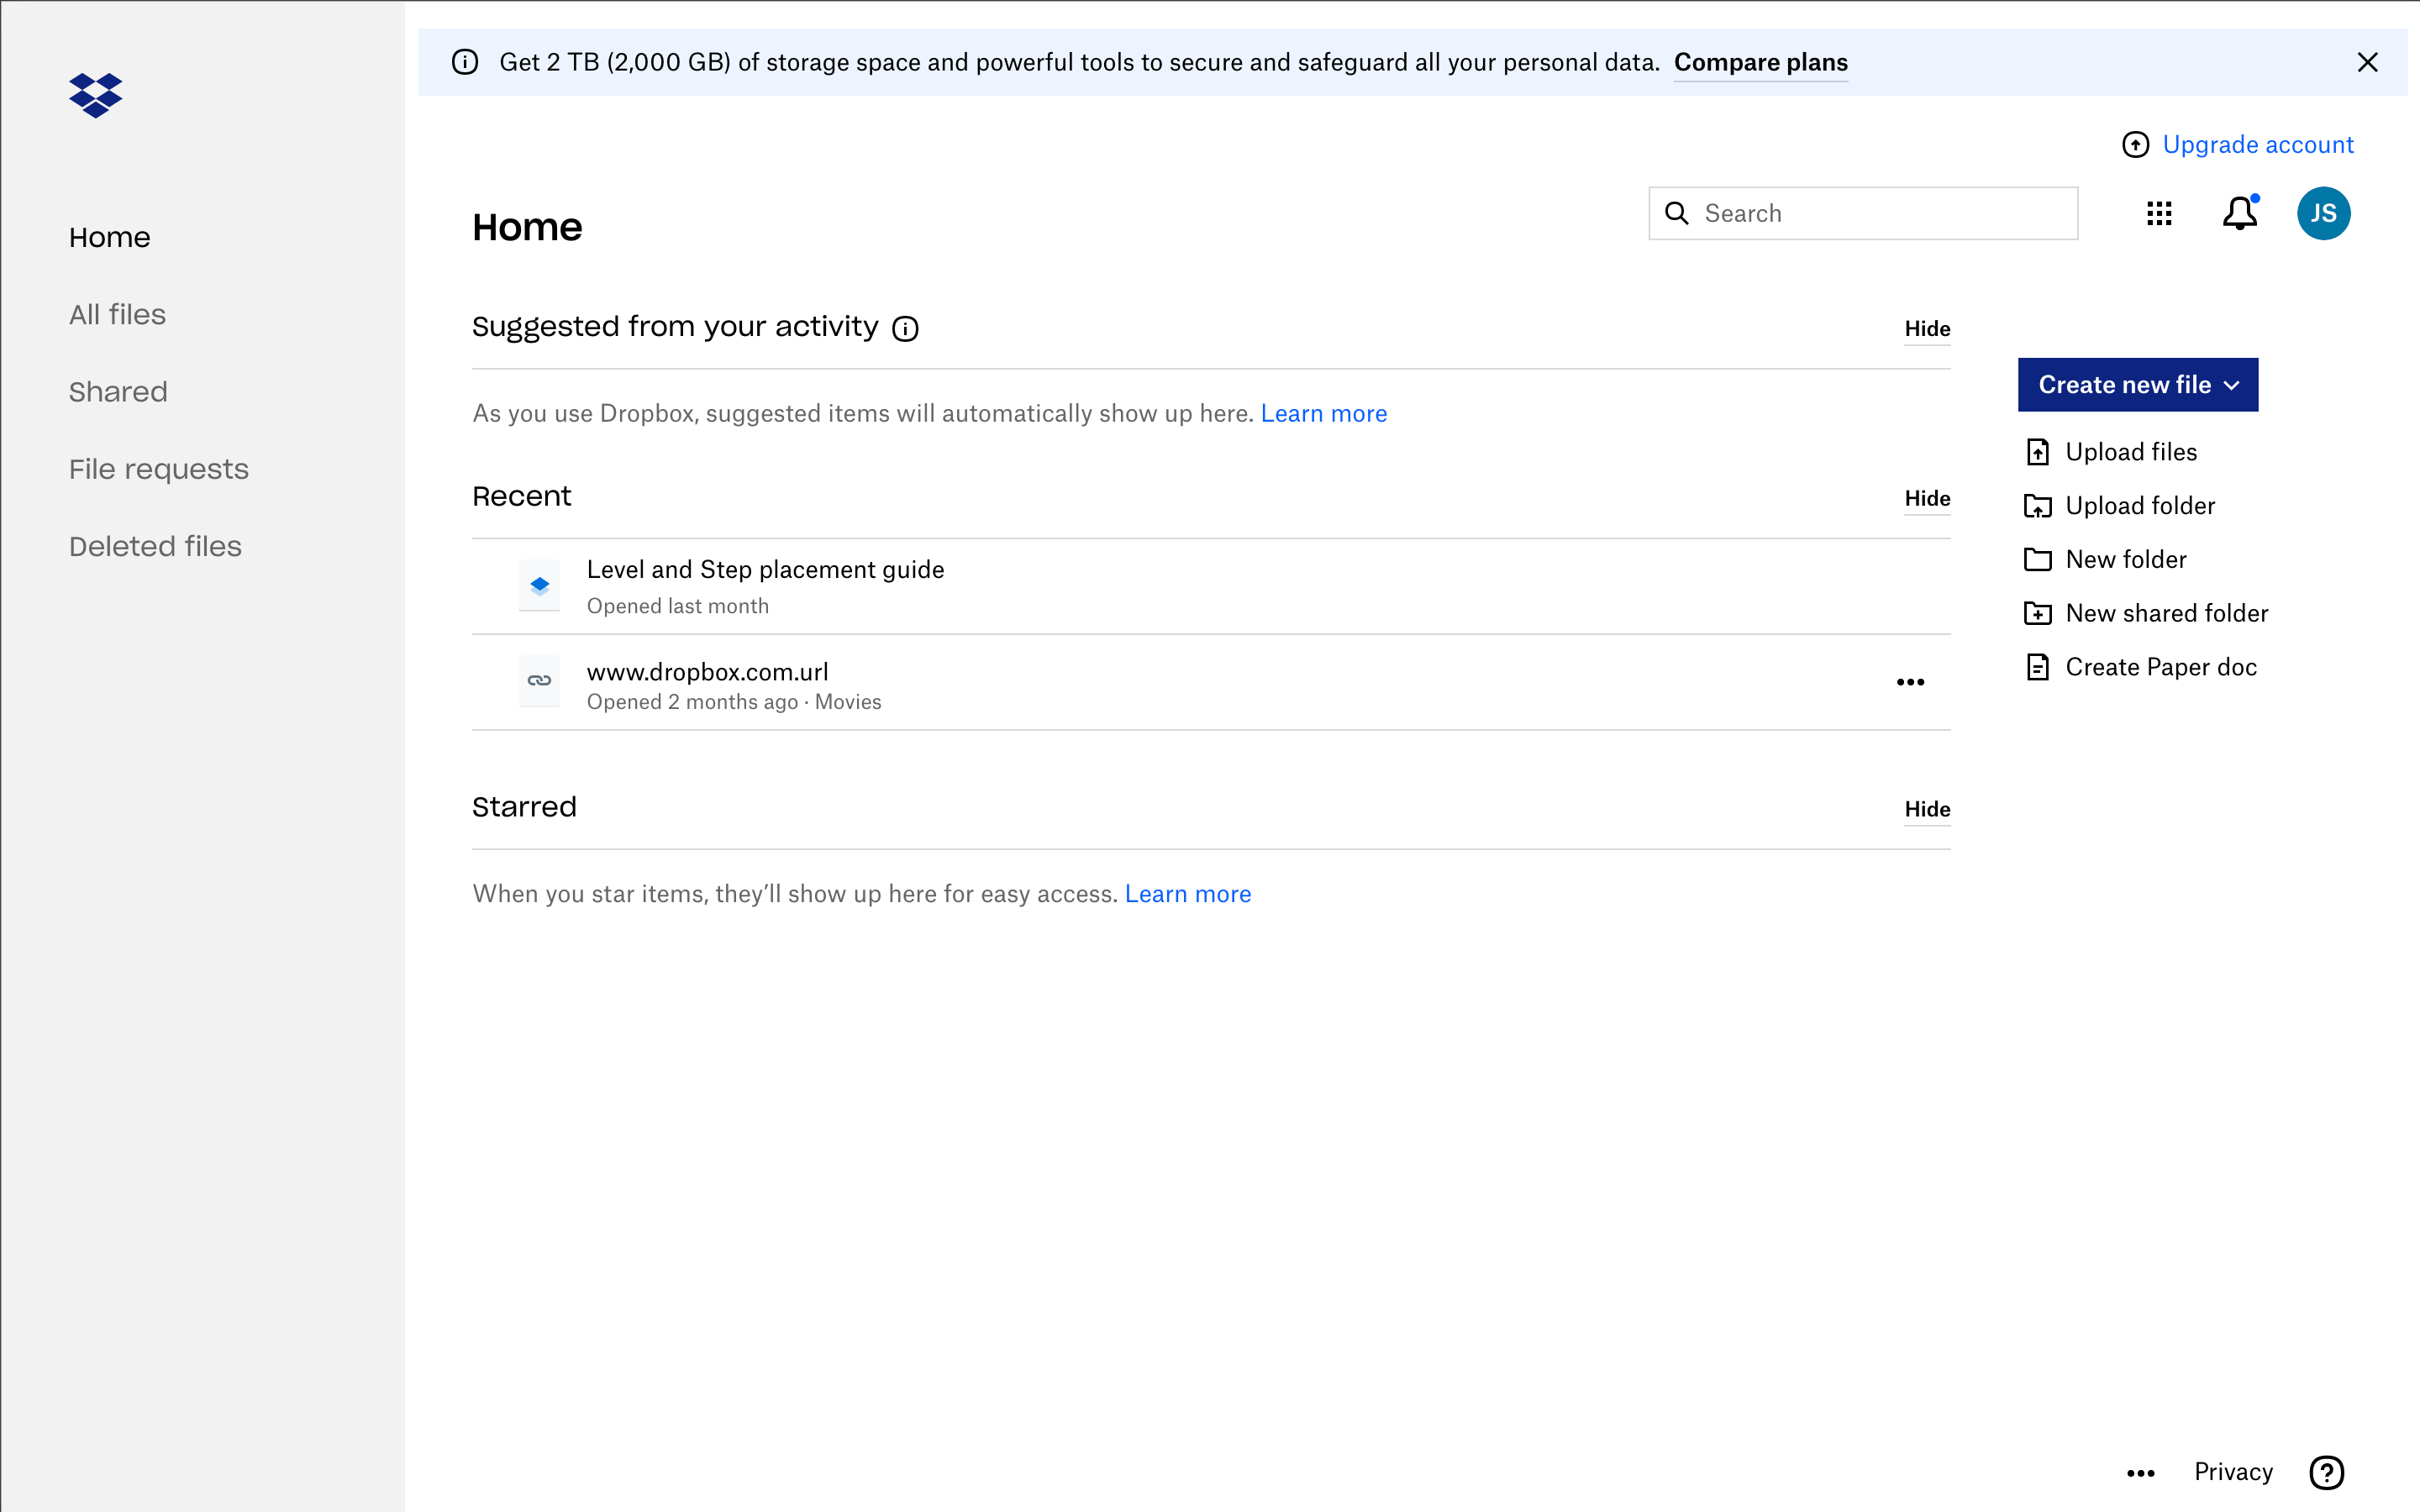 Get 2 TB (2,000 GB) of storage space and powerful tools to secure and safeguard all your personal data. Compare plans
Upgrade account
Home
All files
Shared
File requests
Deleted files
Home
Search
JS
Suggested from your activity
Hide
As you use Dropbox, suggested items will automatically show up here. Learn more
Recent
Hide
Level and Step placement guide
Opened last month
www.dropbox.com.url
Opened 2 months ago · Movies
Starred
Hide
When you star items, they’ll show up here for easy access. Learn more
Create new file
Upload files
Upload folder
New folder
New shared folder
Create Paper doc
Privacy